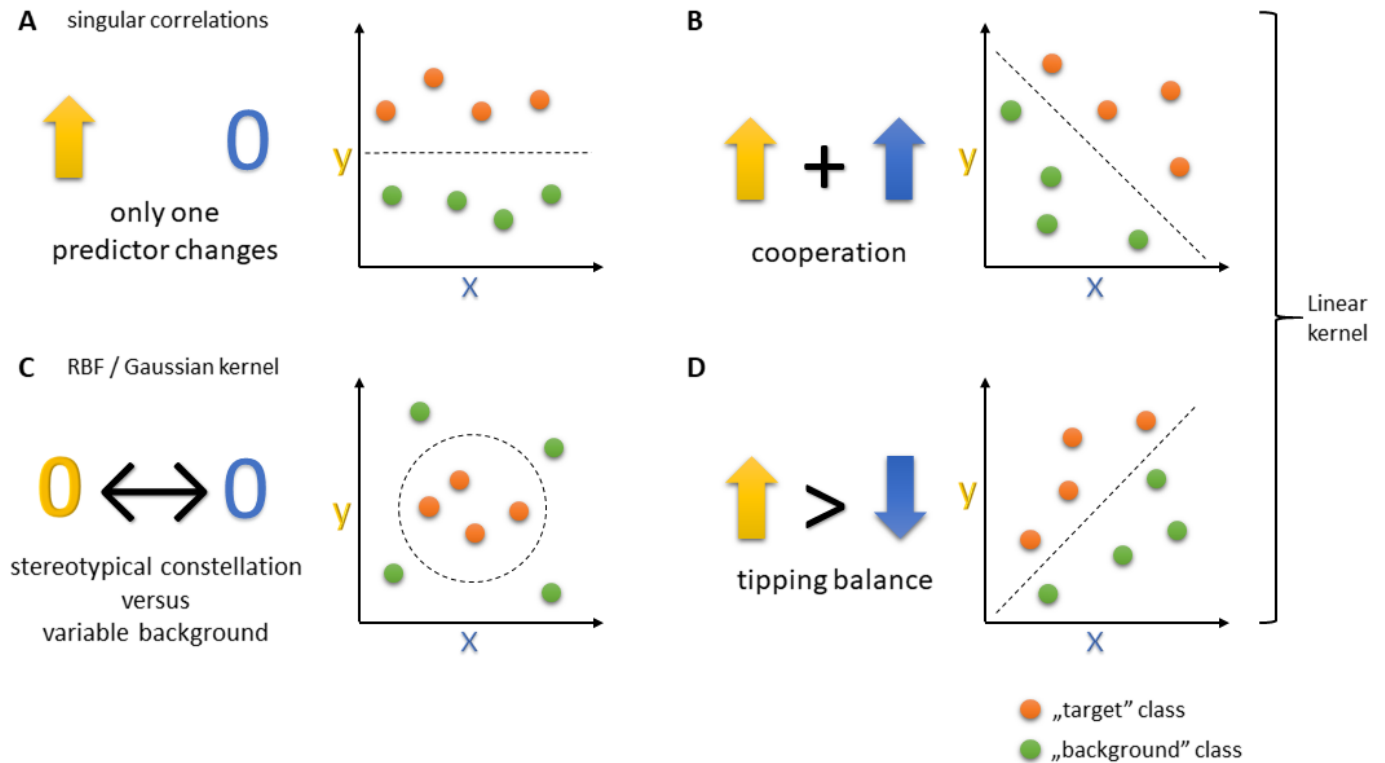 A singular correlations
0
only one
predictor changes
y
X
B
+
cooperation
y
X
Linear
kernel
C RBF / Gaussian kernel
0 0
stereotypical constellation
versus
variable background
y
X
D
>
tipping balance
y
X
„target” class
„background” class